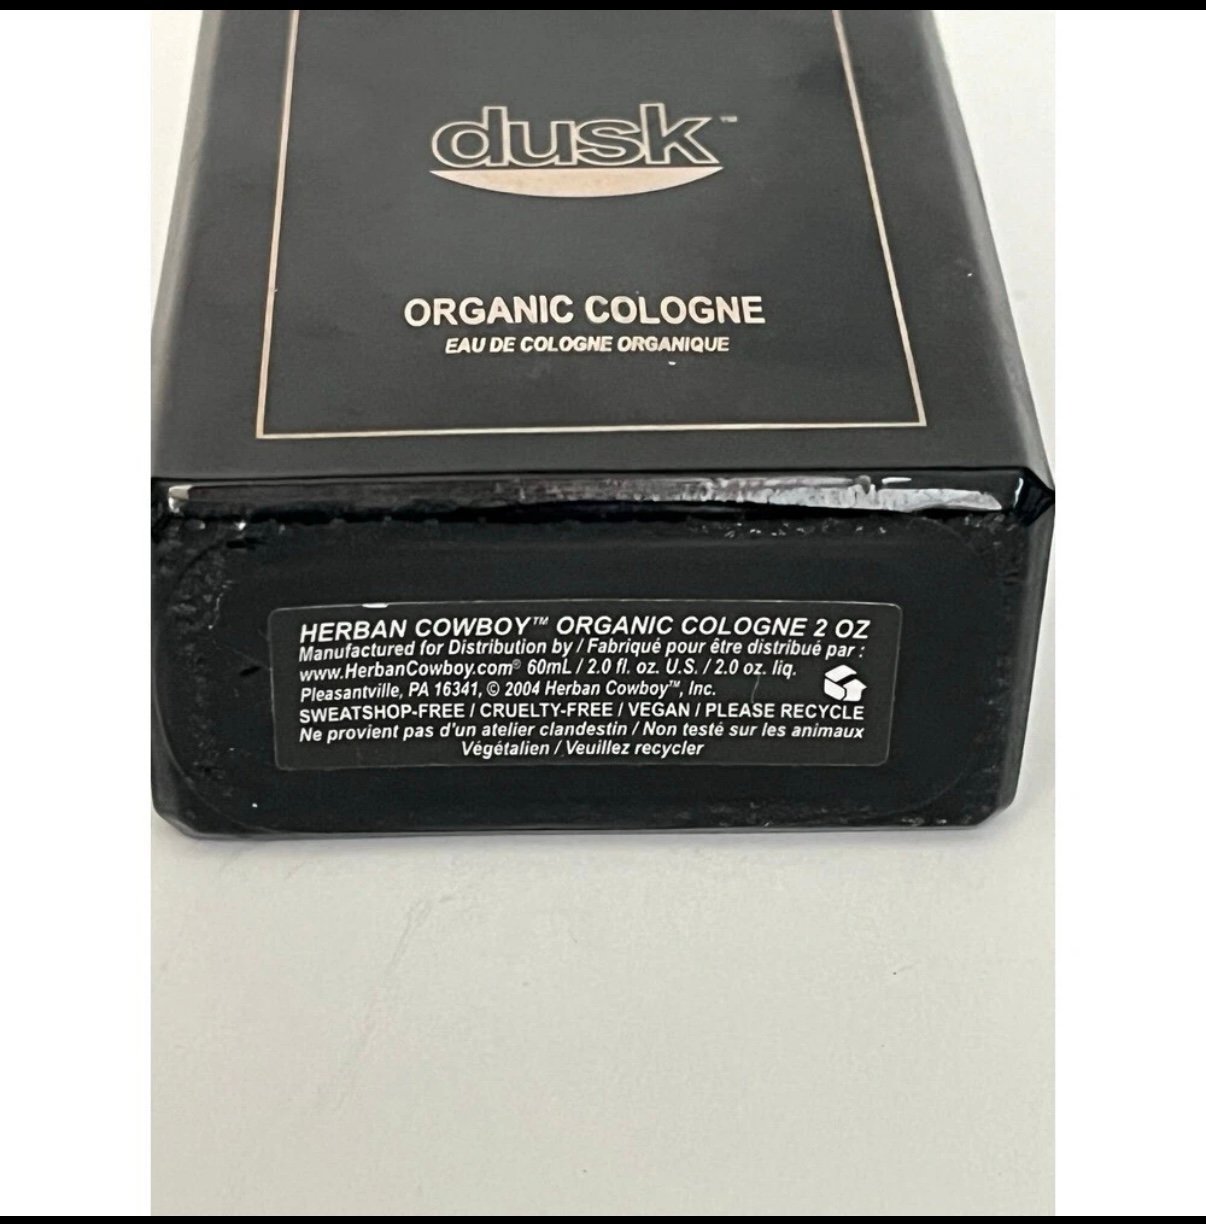 dusk™
ORGANIC COLOGNE
EAU DE COLOGNE ORGANIQUE
HERBAN COWBOY™ ORGANIC COLOGNE 2 OZ
Manufactured for Distribution by / Fabriqué pour être distribué par :
www.HerbanCowboy.com® 60mL / 2.0 fl. oz. U.S. / 2.0 oz. liq.
Pleasantville, PA 16341, © 2004 Herban Cowboy™, Inc.
SWEATSHOP-FREE / CRUELTY-FREE / VEGAN / PLEASE RECYCLE
Ne provient pas d'un atelier clandestin / Non testé sur les animaux
Végétalien / Veuillez recycler